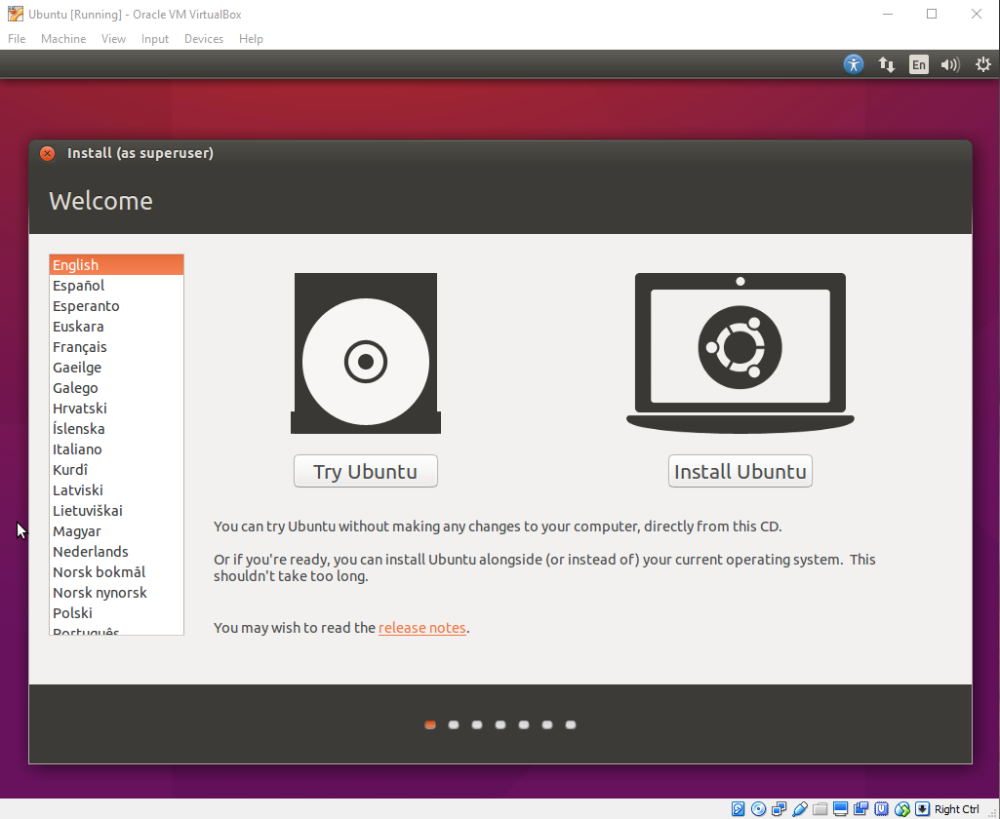 Ubuntu [Running] - Oracle VM VirtualBox
File Machine View Input Devices Help
En
Install (as superuser)
Welcome
English
Español
Esperanto
Euskara
Français
Gaeilge
Galego
Hrvatski
Íslenska
Italiano
Kurdî
Latviski
Lietuviškai
Magyar
Nederlands
Norsk bokmål
Norsk nynorsk
Polski
Português
Try Ubuntu
Install Ubuntu
You can try Ubuntu without making any changes to your computer, directly from this CD.
Or if you're ready, you can install Ubuntu alongside (or instead of) your current operating system. This
shouldn't take too long.
You may wish to read the release notes.
Right Ctrl